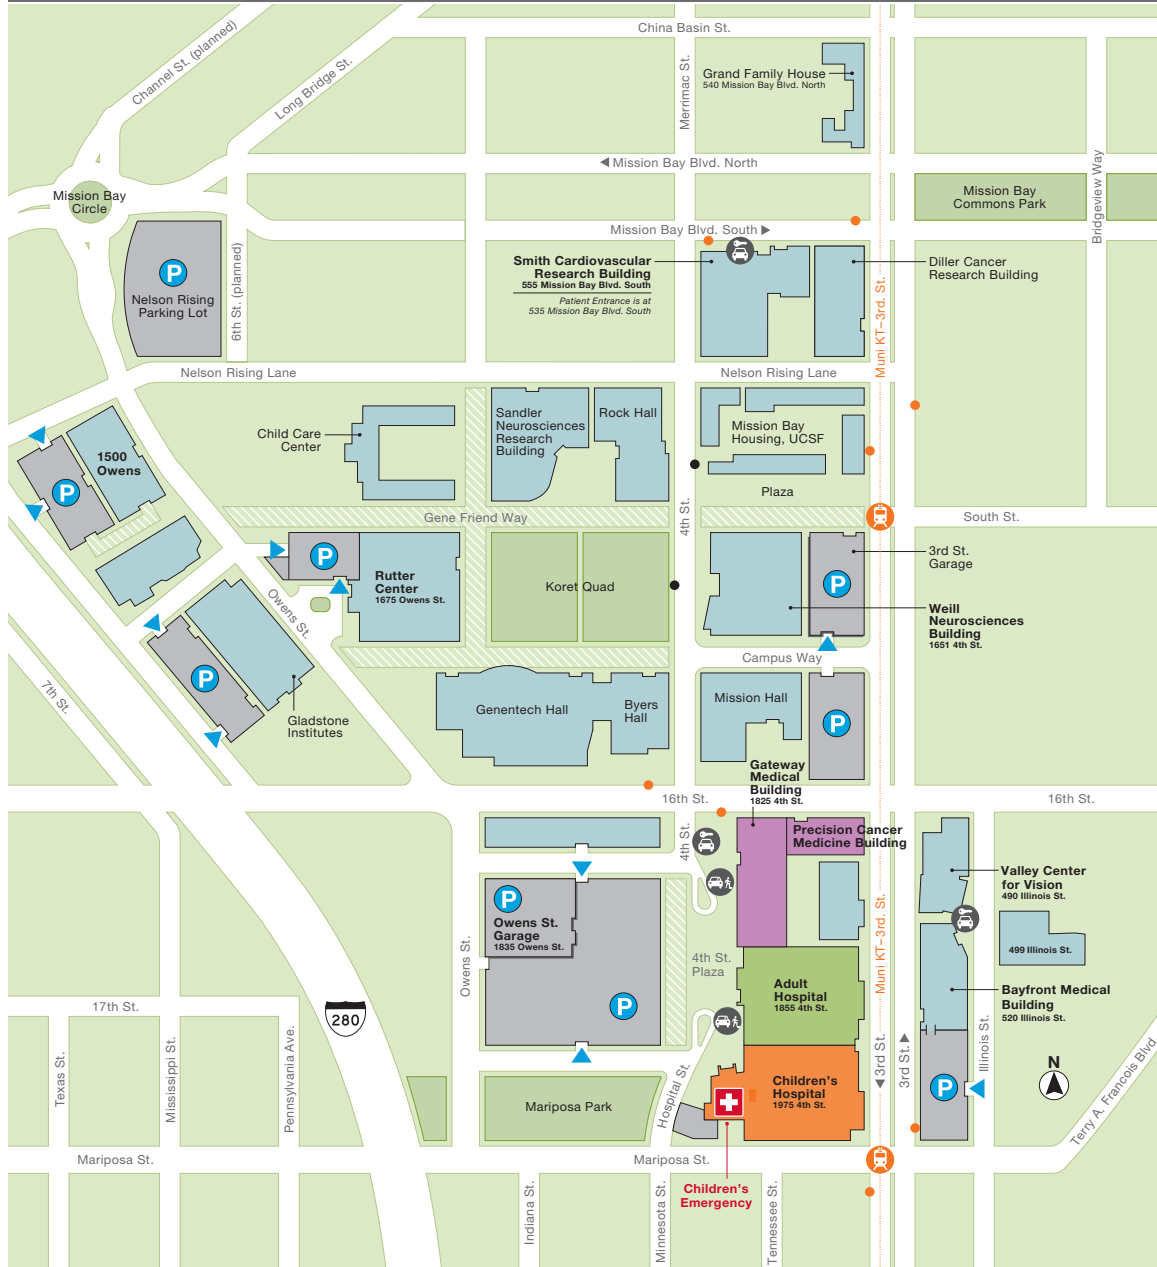 China Basin St.
Channel St. (planned)
Long Bridge St.
Merrimac St.
Grand Family House
540 Mission Bay Blvd. North
Mission Bay Blvd. North
Bridgeview Way
Mission Bay
Circle
Mission Bay
Commons Park
Mission Bay Blvd. South
P
Nelson Rising
Parking Lot
6th St. (planned)
Smith Cardiovascular
Research Building
555 Mission Bay Blvd. South
Patient Entrance is at
535 Mission Bay Blvd. South
Diller Cancer
Research Building
Muni KT–3rd. St.
Nelson Rising Lane
Nelson Rising Lane
Child Care
Center
Sandler
Neurosciences
Research
Building
Rock Hall
Mission Bay
Housing, UCSF
1500
Owens
P
Plaza
Gene Friend Way
4th St.
South St.
P
Rutter
Center
1675 Owens St.
Koret Quad
3rd St.
Garage
P
Owens St.
Weill
Neurosciences
Building
1651 4th St.
Campus Way
P
7th St.
Gladstone
Institutes
Genentech Hall
Byers
Hall
Mission Hall
P
Gateway
Medical
Building
1825 4th St.
16th St.
16th St.
4th St.
Precision Cancer
Medicine Building
Valley Center
for Vision
490 Illinois St.
P
Owens St.
Garage
1835 Owens St.
Owens St.
4th St.
Plaza
Muni KT–3rd. St.
499 Illinois St.
P
Adult
Hospital
1855 4th St.
Bayfront Medical
Building
520 Illinois St.
17th St.
280
Texas St.
Mississippi St.
Pennsylvania Ave.
3rd St.
3rd St.
Illinois St.
N
Terry A. Francois Blvd.
Mariposa Park
Hospital St.
Children's
Hospital
1975 4th St.
P
Mariposa St.
Mariposa St.
Children's
Emergency
Indiana St.
Minnesota St.
Tennessee St.